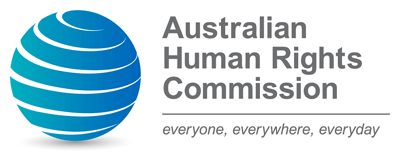 Australian
Human Rights
Commission
everyone, everywhere, everyday